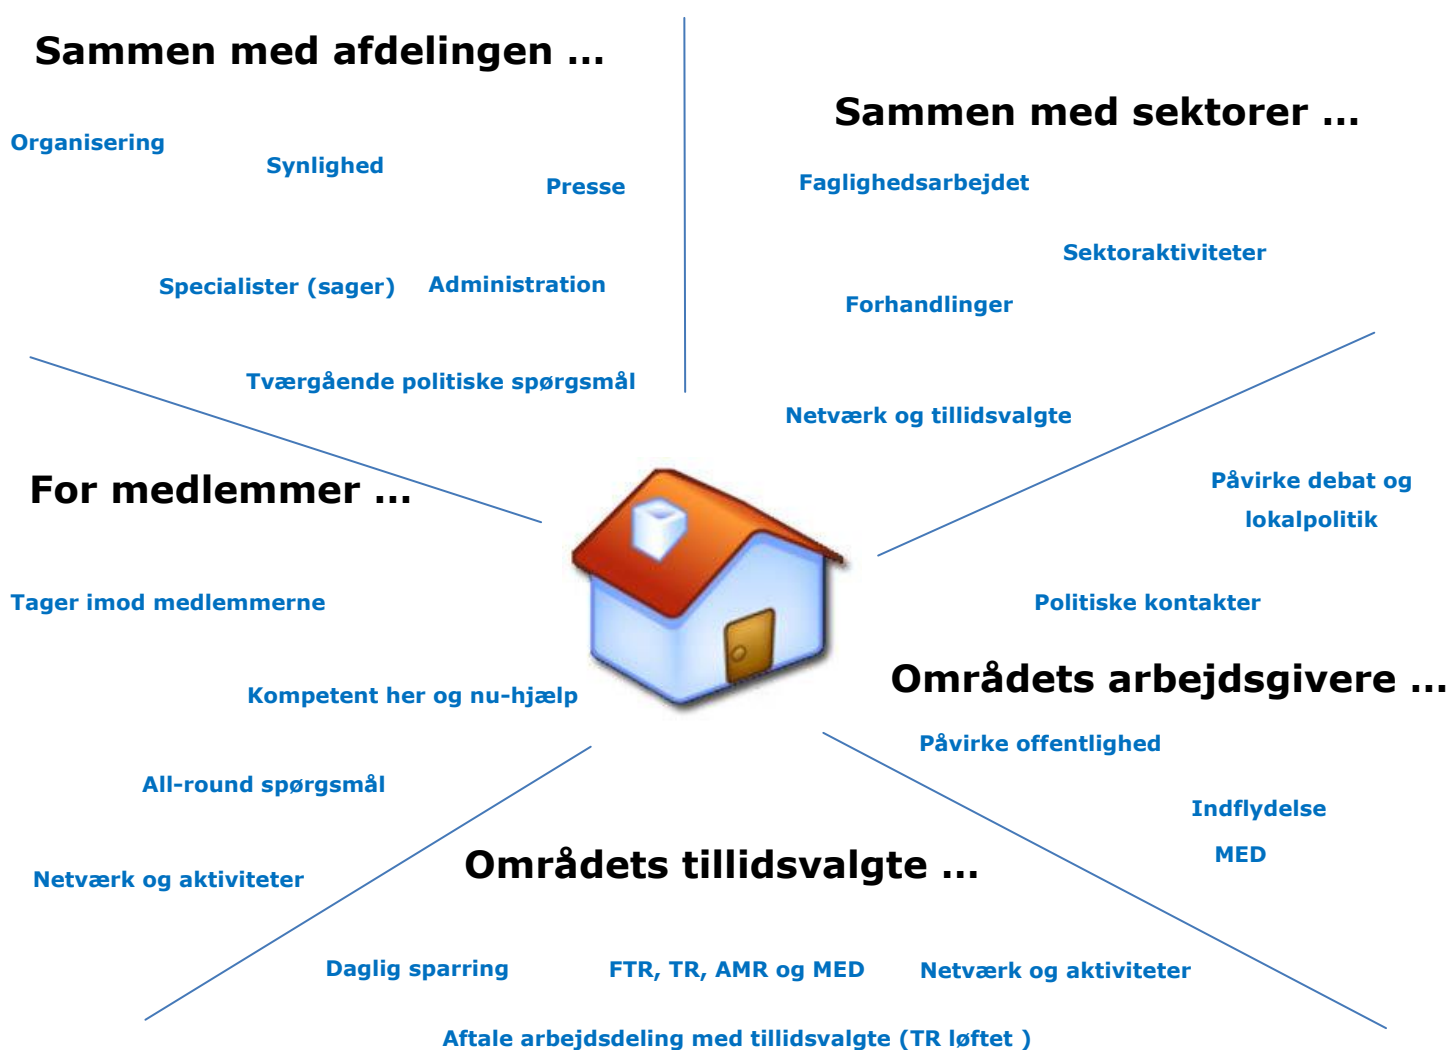 Sammen med afdelingen …
Organisering
Synlighed
Presse
Specialister (sager)
Administration
Tværgående politiske spørgsmål
Sammen med sektorer …
Faglighedsarbejdet
Sektoraktiviteter
Forhandlinger
Netværk og tillidsvalgte
For medlemmer …
Tager imod medlemmerne
Kompetent her og nu-hjælp
All-round spørgsmål
Netværk og aktiviteter
Påvirke debat og
lokalpolitik
Politiske kontakter
Områdets arbejdsgivere …
Påvirke offentlighed
Indflydelse
MED
Områdets tillidsvalgte …
Daglig sparring
FTR, TR, AMR og MED
Netværk og aktiviteter
Aftale arbejdsdeling med tillidsvalgte (TR løftet )